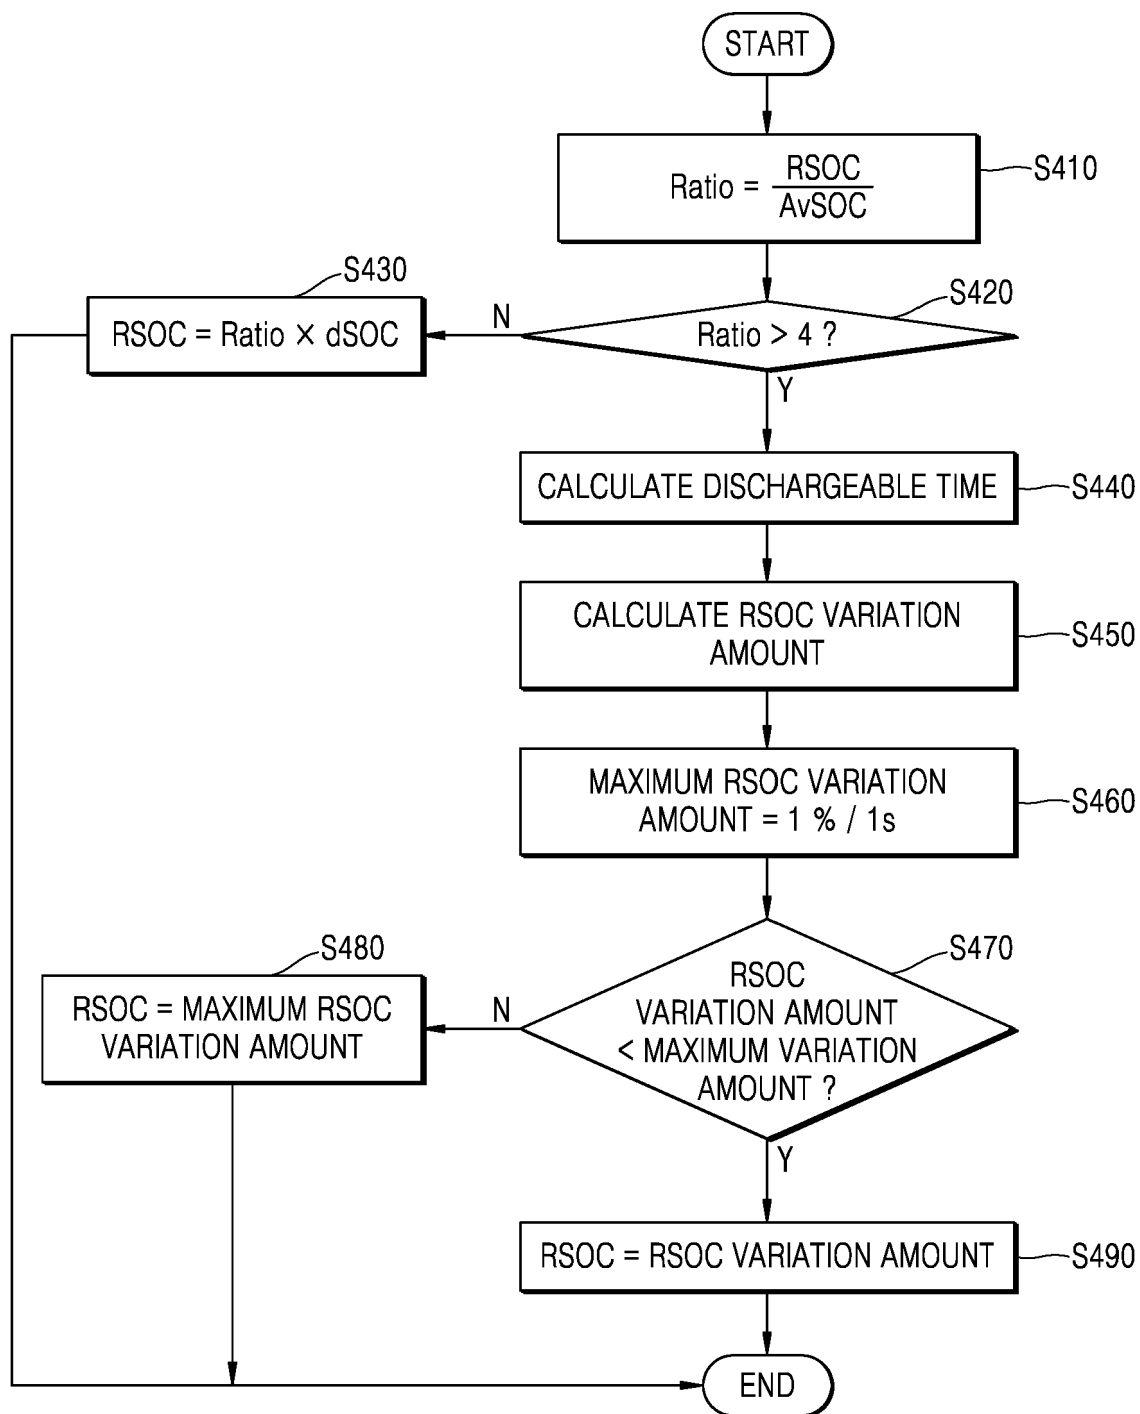 START
Ratio = RSOC / AvSOC
S410
S430
S420
RSOC = Ratio × dSOC
N
Ratio > 4 ?
Y
CALCULATE DISCHARGEABLE TIME
S440
CALCULATE RSOC VARIATION
AMOUNT
S450
MAXIMUM RSOC VARIATION
AMOUNT = 1 % / 1s
S460
S480
S470
RSOC = MAXIMUM RSOC
VARIATION AMOUNT
N
RSOC
VARIATION AMOUNT
< MAXIMUM VARIATION
AMOUNT ?
Y
RSOC = RSOC VARIATION AMOUNT
S490
END